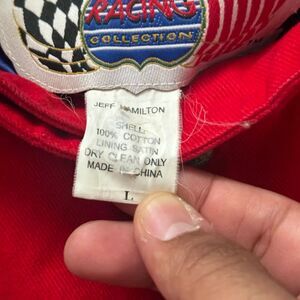 RACING
COLLECTION
JEFF HAMILTON
SHELL:
100% COTTON
LINING SATIN
DRY CLEAN ONLY
MADE IN CHINA
L